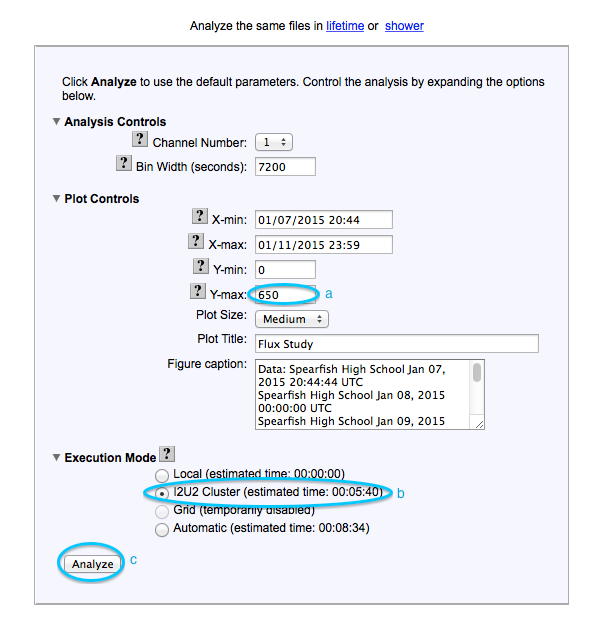 Analyze the same files in lifetime or shower
Click Analyze to use the default parameters. Control the analysis by expanding the options
below.
▼ Analysis Controls
? Channel Number: 1
? Bin Width (seconds): 7200
▼ Plot Controls
? X-min: 01/07/2015 20:44
? X-max: 01/11/2015 23:59
? Y-min: 0
? Y-max: 650 a
Plot Size: Medium
Plot Title: Flux Study
Figure caption: Data: Spearfish High School Jan 07,
2015 20:44:44 UTC
Spearfish High School Jan 08, 2015
00:00:00 UTC
Spearfish High School Jan 09, 2015
▼ Execution Mode ?
Local (estimated time: 00:00:00)
I2U2 Cluster (estimated time: 00:05:40) b
Grid (temporarily disabled)
Automatic (estimated time: 00:08:34)
Analyze c